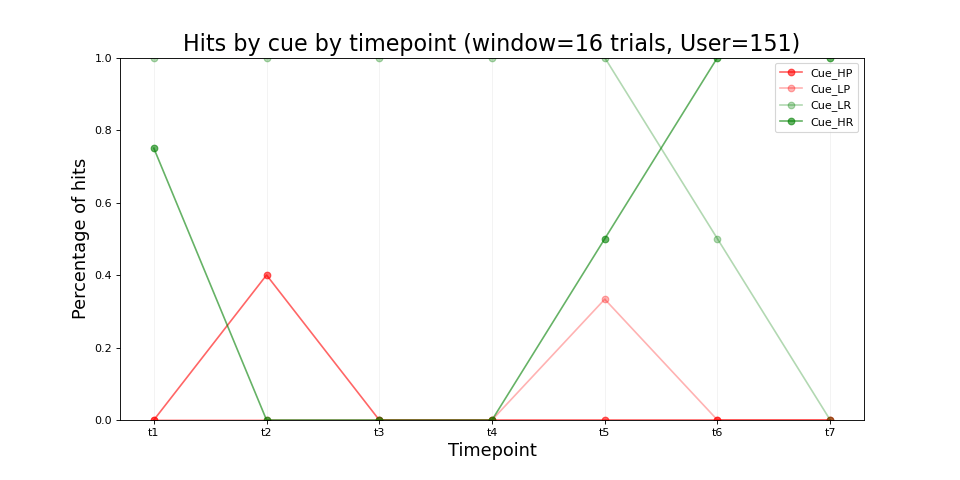 Hits by cue by timepoint (window=16 trials, User=151)
Percentage of hits
1.0
0.8
0.6
0.4
0.2
0.0
Cue_HP
Cue_LP
Cue_LR
Cue_HR
t1 t2 t3 t4 t5 t6 t7
Timepoint